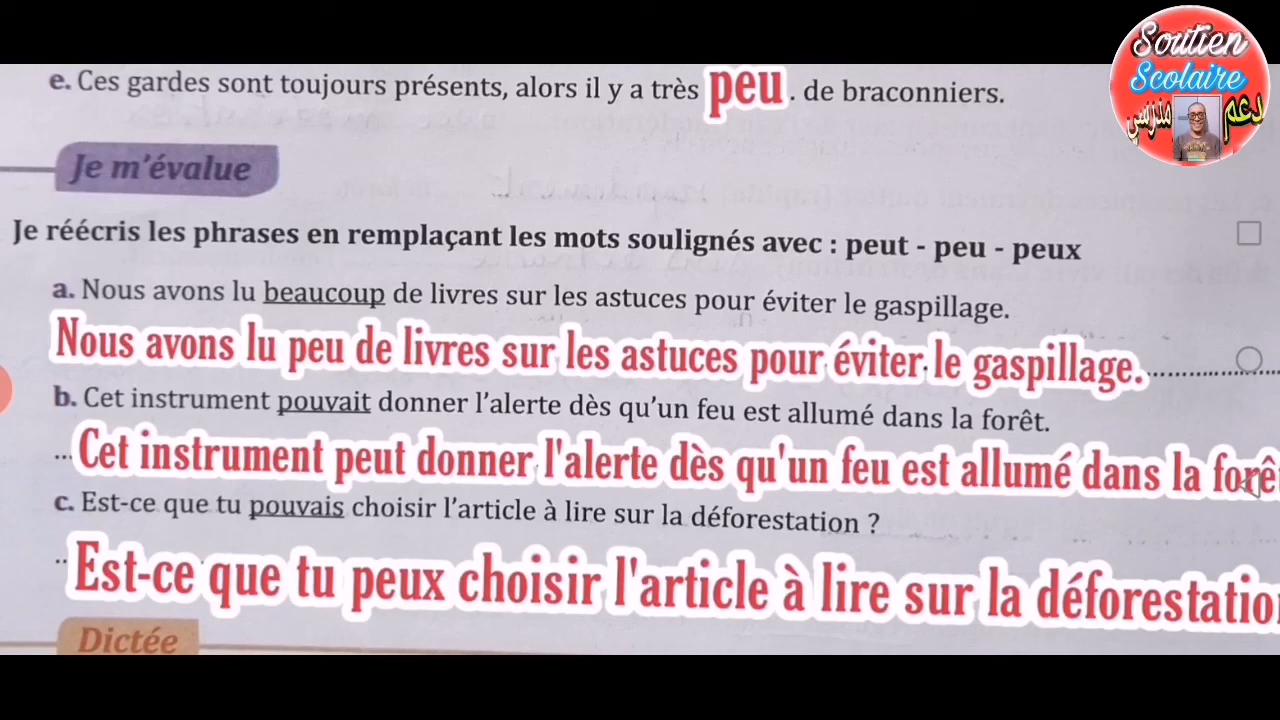 Soutien
Scolaire
دعم
مدرسي
e. Ces gardes sont toujours présents, alors il y a très peu . de braconniers.
Je m'évalue
Je réécris les phrases en remplaçant les mots soulignés avec : peut - peu - peux
a. Nous avons lu beaucoup de livres sur les astuces pour éviter le gaspillage.
Nous avons lu peu de livres sur les astuces pour éviter le gaspillage.
b. Cet instrument pouvait donner l'alerte dès qu'un feu est allumé dans la forêt.
Cet instrument peut donner l'alerte dès qu'un feu est allumé dans la forê
c. Est-ce que tu pouvais choisir l'article à lire sur la déforestation ?
Est-ce que tu peux choisir l'article à lire sur la déforestatio
Dictée